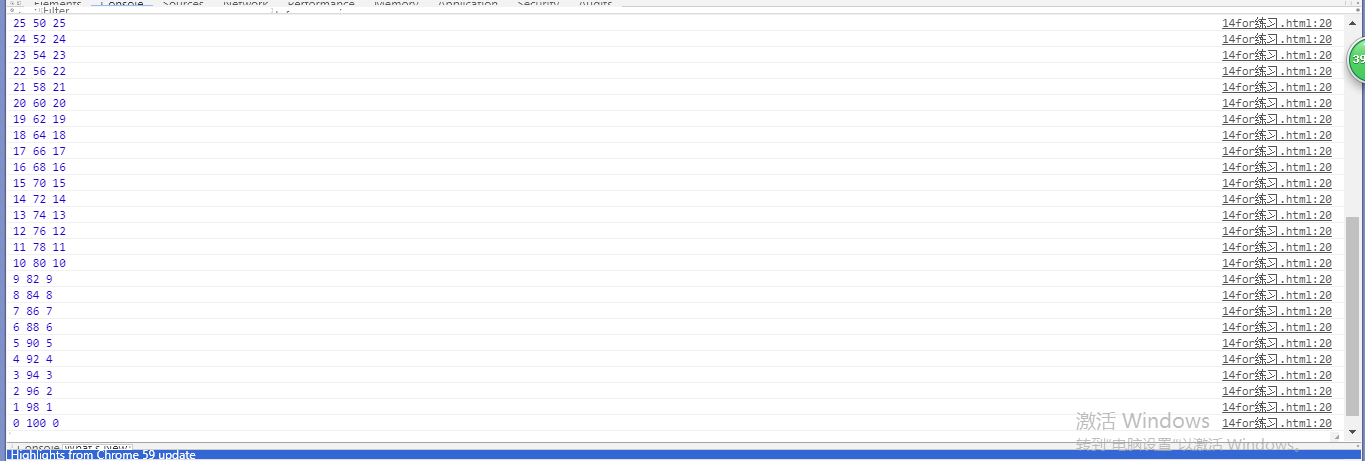 Elements Console Sources Network Performance Memory Application Security Audits
Filter
25 50 25 14for练习.html:20
24 52 24 14for练习.html:20
23 54 23 14for练习.html:20
22 56 22 14for练习.html:20
21 58 21 14for练习.html:20
20 60 20 14for练习.html:20
19 62 19 14for练习.html:20
18 64 18 14for练习.html:20
17 66 17 14for练习.html:20
16 68 16 14for练习.html:20
15 70 15 14for练习.html:20
14 72 14 14for练习.html:20
13 74 13 14for练习.html:20
12 76 12 14for练习.html:20
11 78 11 14for练习.html:20
10 80 10 14for练习.html:20
9 82 9 14for练习.html:20
8 84 8 14for练习.html:20
7 86 7 14for练习.html:20
6 88 6 14for练习.html:20
5 90 5 14for练习.html:20
4 92 4 14for练习.html:20
3 94 3 14for练习.html:20
2 96 2 14for练习.html:20
1 98 1 14for练习.html:20
0 100 0 14for练习.html:20
39
激活 Windows
转到"电脑设置"以激活 Windows。
Console What's New
Highlights from Chrome 59 update